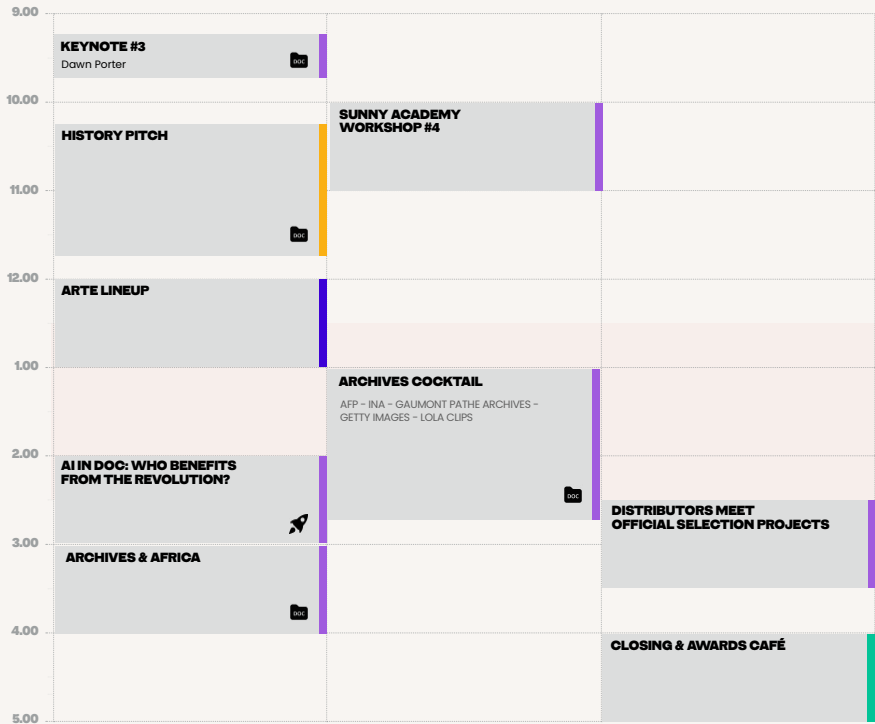 9.00
KEYNOTE #3
Dawn Porter
DOC
10.00
SUNNY ACADEMY
WORKSHOP #4
HISTORY PITCH
11.00
DOC
12.00
ARTE LINEUP
1.00
ARCHIVES COCKTAIL
AFP - INA - GAUMONT PATHE ARCHIVES -
GETTY IMAGES - LOLA CLIPS
2.00
AI IN DOC: WHO BENEFITS
FROM THE REVOLUTION?
DOC
DISTRIBUTORS MEET
OFFICIAL SELECTION PROJECTS
3.00
ARCHIVES & AFRICA
DOC
4.00
CLOSING & AWARDS CAFÉ
5.00